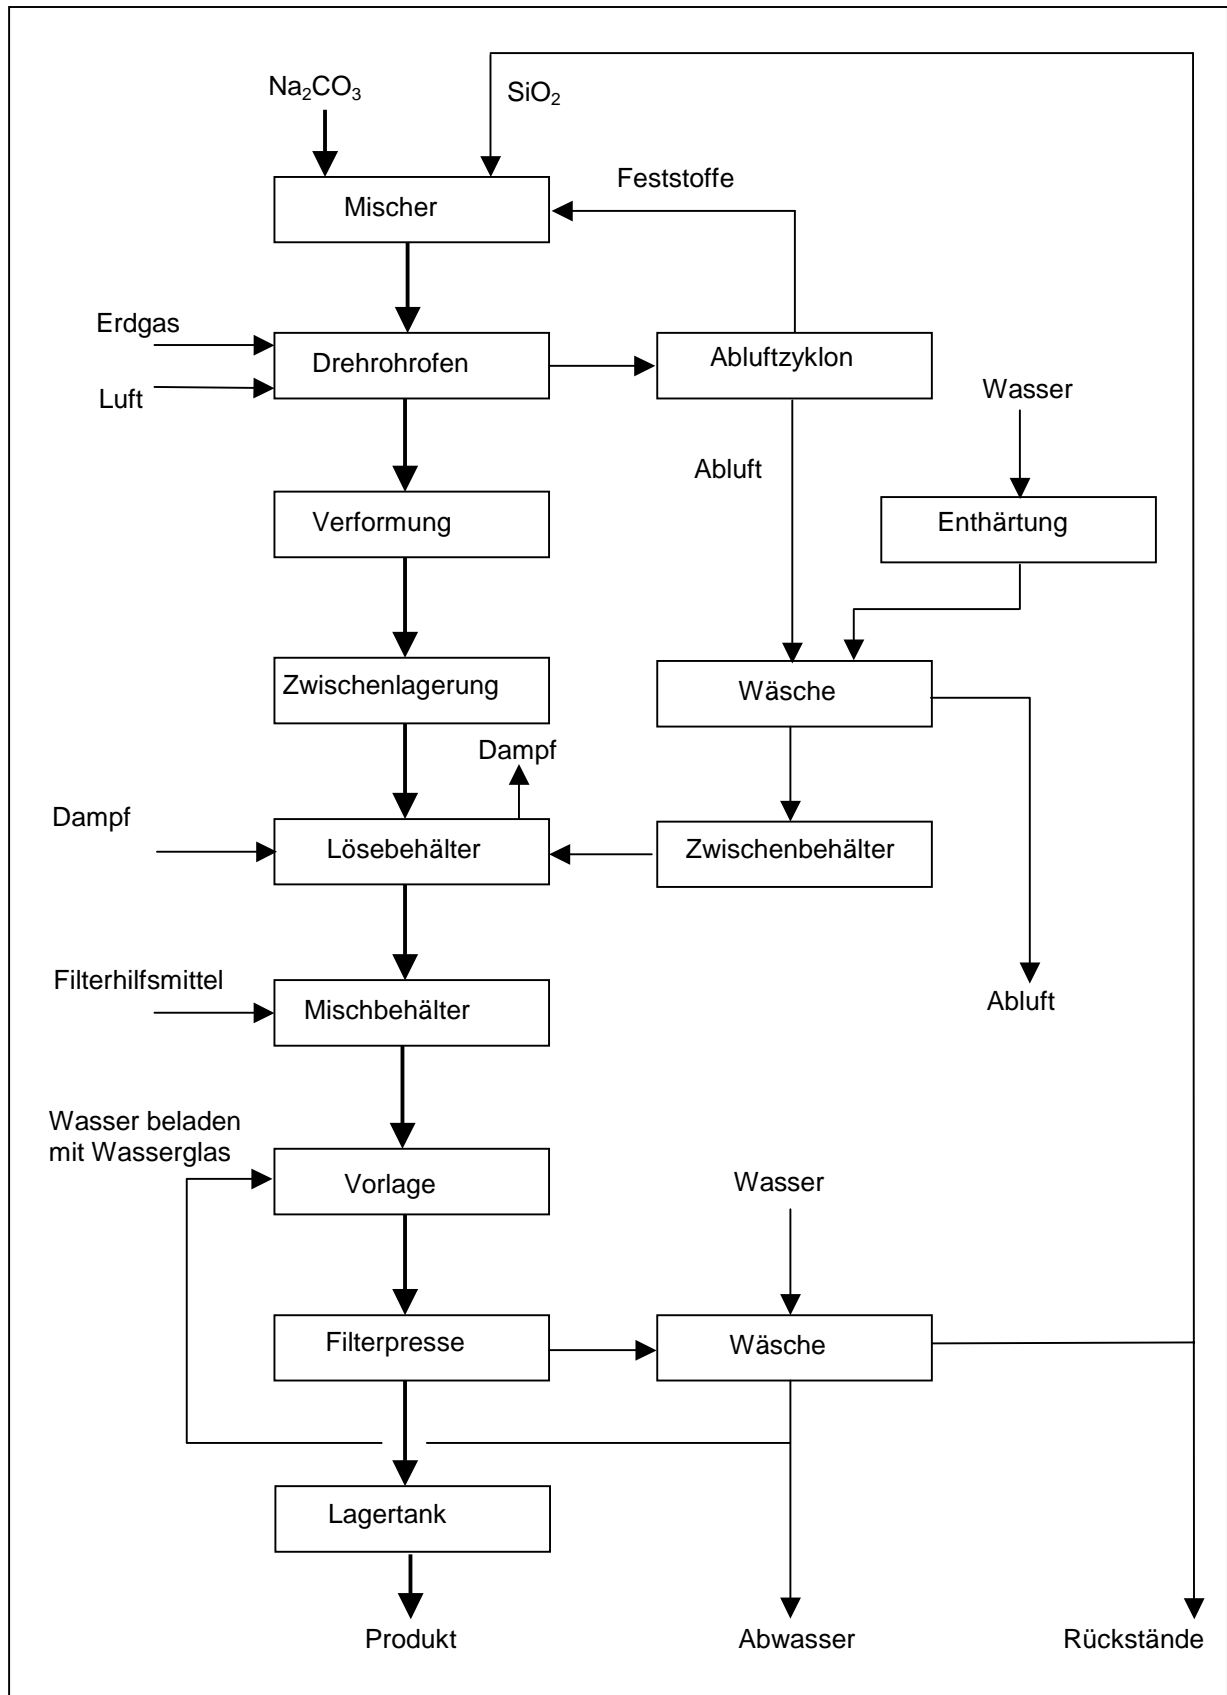 Na₂CO₃
SiO₂
Feststoffe
Mischer
Erdgas
Drehrohrofen
Abluftzyklon
Luft
Wasser
Abluft
Verformung
Enthärtung
Zwischenlagerung
Wäsche
Dampf
Dampf
Lösebehälter
Zwischenbehälter
Filterhilfsmittel
Mischbehälter
Abluft
Wasser beladen
mit Wasserglas
Vorlage
Wasser
Filterpresse
Wäsche
Lagertank
Produkt
Abwasser
Rückstände